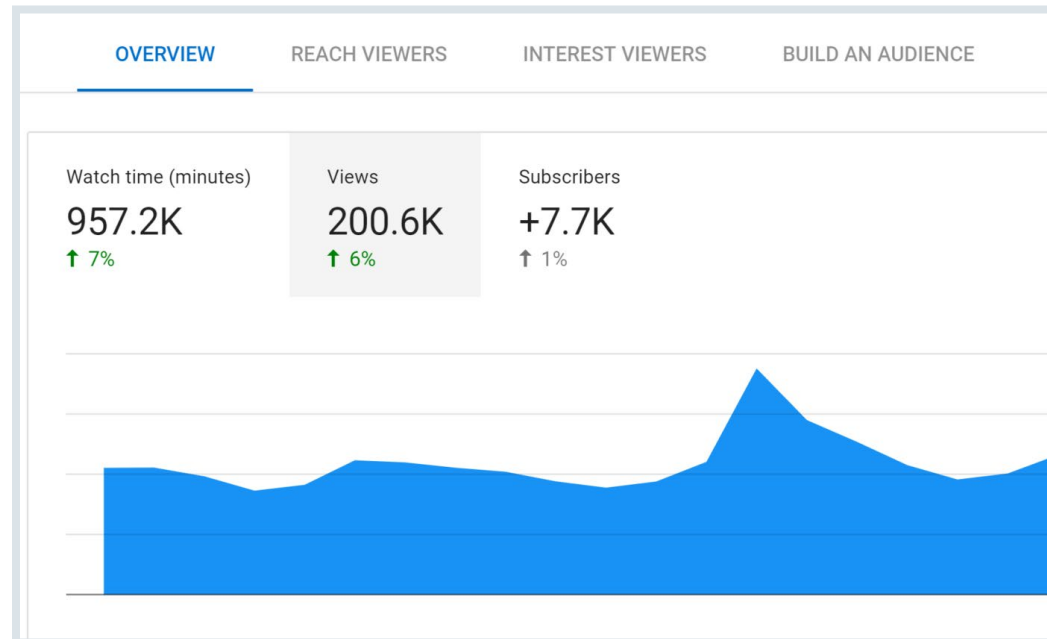 OVERVIEW REACH VIEWERS INTEREST VIEWERS BUILD AN AUDIENCE
Watch time (minutes) Views Subscribers
957.2K 200.6K +7.7K
↑ 7% ↑ 6% ↑ 1%